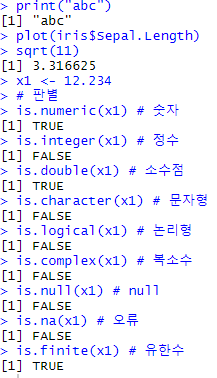 > print("abc")
[1] "abc"
> plot(iris$Sepal.Length)
> sqrt(11)
[1] 3.316625
> x1 <- 12.234
> # 판별
> is.numeric(x1) # 숫자
[1] TRUE
> is.integer(x1) # 정수
[1] FALSE
> is.double(x1) # 소수점
[1] TRUE
> is.character(x1) # 문자형
[1] FALSE
> is.logical(x1) # 논리형
[1] FALSE
> is.complex(x1) # 복소수
[1] FALSE
> is.null(x1) # null
[1] FALSE
> is.na(x1) # 오류
[1] FALSE
> is.finite(x1) # 유한수
[1] TRUE